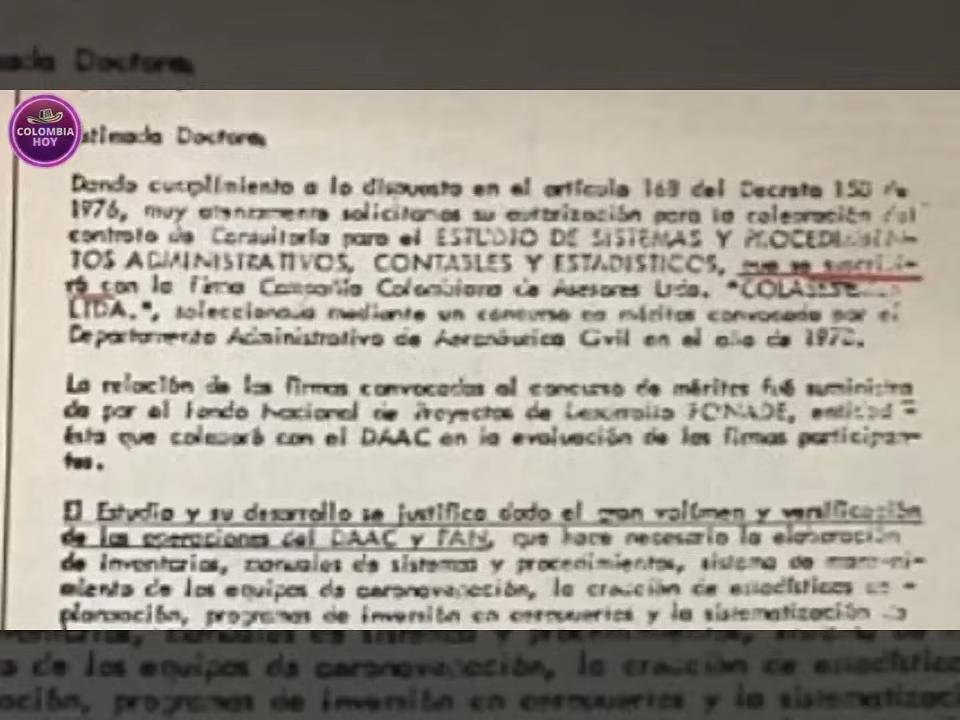 Estimada Doctora,
COLOMBIA
HOY
Dando cumplimiento a lo dispuesto en el artículo 168 del Decreto 150 de
1976, muy atentamente solicitamos su autorización para la celebración del
contrato de Consultoría para el ESTUDIO DE SISTEMAS Y PROCEDIMIEN-
TOS ADMINISTRATIVOS, CONTABLES Y ESTADISTICOS, que se suscribi-
rá con la firma Compañía Colombiana de Asesores Ltda.
LTDA.", seleccionada mediante un concurso de méritos convocado por el
Departamento Administrativo de Aeronáutica Civil en el año de
La relación de las firmas convocadas al concurso de méritos fué suministra
da por el Fondo Nacional de Proyectos de Desarrollo FONADE, entidad
ésta que colaboró con el DAAC en la evaluación de las firmas participan-
tes.
El Estudio y su desarrollo se justifica dado el gran volúmen y
de las operaciones del DAAC y FAN, que hace necesario la elaboración
de inventarios, manuales de sistemas y procedimientos, sistema de manteni-
miento de los equipos de aeronavegación, la creación de estadísticas
planeación, programas de inversión en aeropuertos y la sistematización